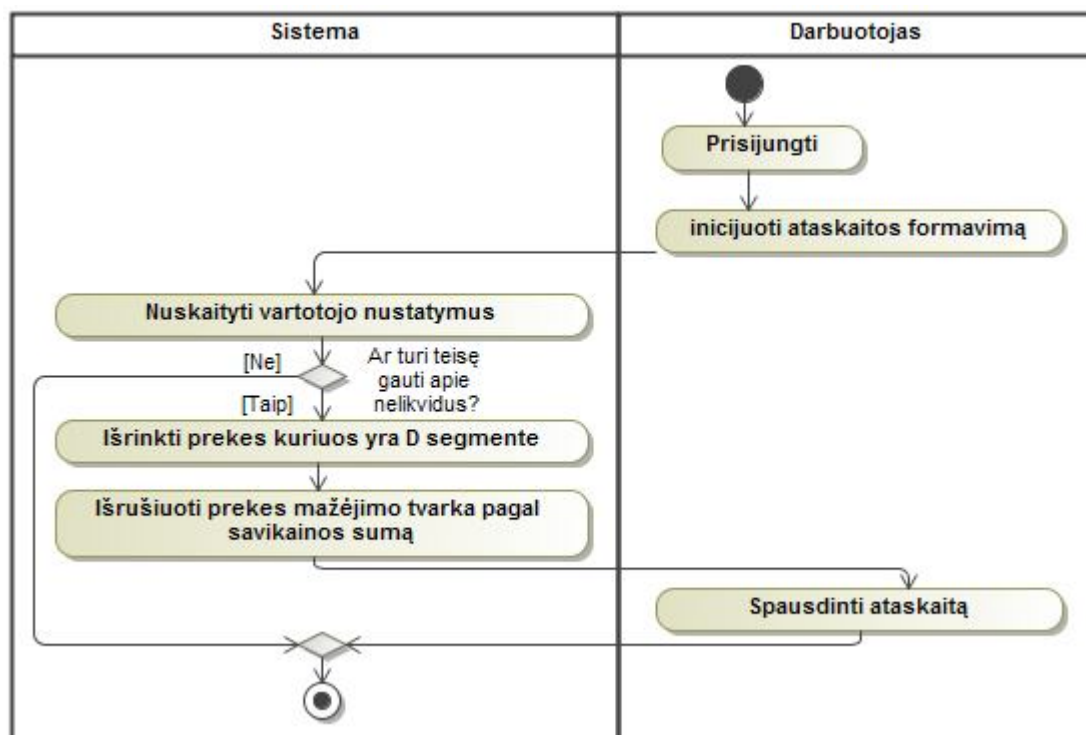 Sistema
Darbuotojas
Prisijungti
inicijuoti ataskaitos formavimą
Nuskaityti vartotojo nustatymus
[Ne]
Ar turi teisę
gauti apie
nelikvidus?
[Taip]
Išrinkti prekes kuriuos yra D segmente
Išrušiuoti prekes mažėjimo tvarka pagal
savikainos sumą
Spausdinti ataskaitą